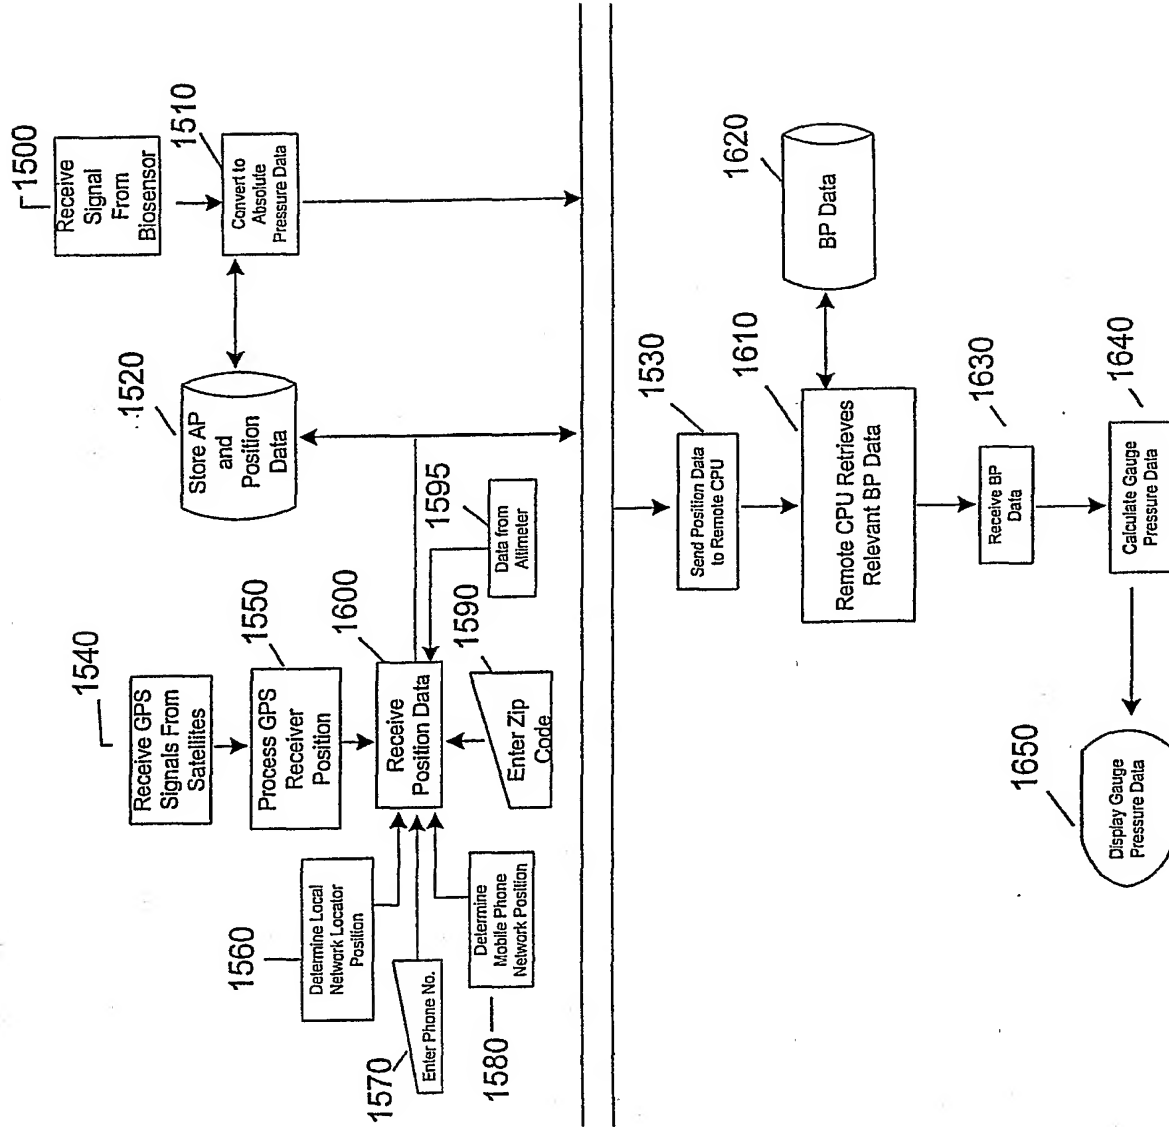 1500
Receive
Signal
From
Biosensor
1510
Convert to
Absolute
Pressure Data
1520
Store AP
and
Position
Data
1540
Receive GPS
Signals From
Satellites
1550
Process GPS
Receiver
Position
1600
Receive
Position Data
1595
Data from
Altimeter
1590
Enter Zip
Code
1560
Determine Local
Network Locator
Position
1570
Enter Phone No.
1580
Determine
Mobile Phone
Network Position
1530
Send Position Data
to Remote CPU
1610
Remote CPU Retrieves
Relevant BP Data
1620
BP Data
1630
Receive BP
Data
1640
Calculate Gauge
Pressure Data
1650
Display Gauge
Pressure Data